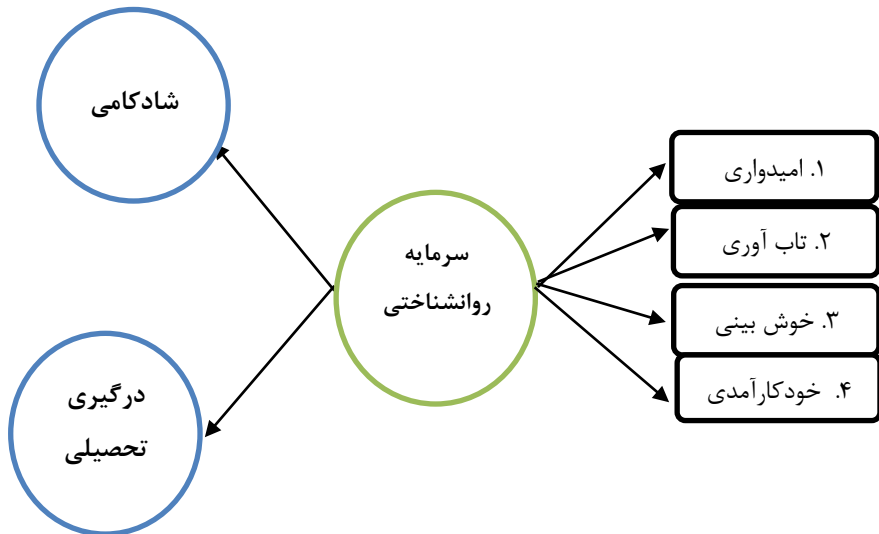 شادکامی
سرمایه
روانشناختی
درگیری
تحصیلی
۱. امیدواری
۲. تاب آوری
۳. خوش بینی
۴. خودکارآمدی